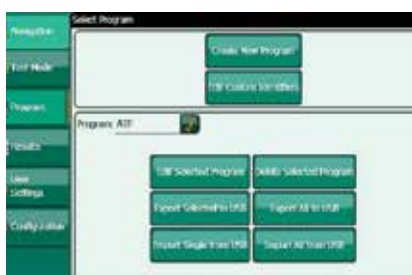 Select Program
Navigation
Test Mode
Program
Results
User
Settings
Configuration
Create New Program
Edit Custom Identifiers
Program:
Edit Selected Program
Delete Selected Program
Export Selected to USB
Export All to USB
Import Single from USB
Import All from USB